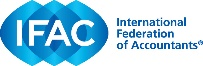 IFAC
International
Federation
of Accountants®